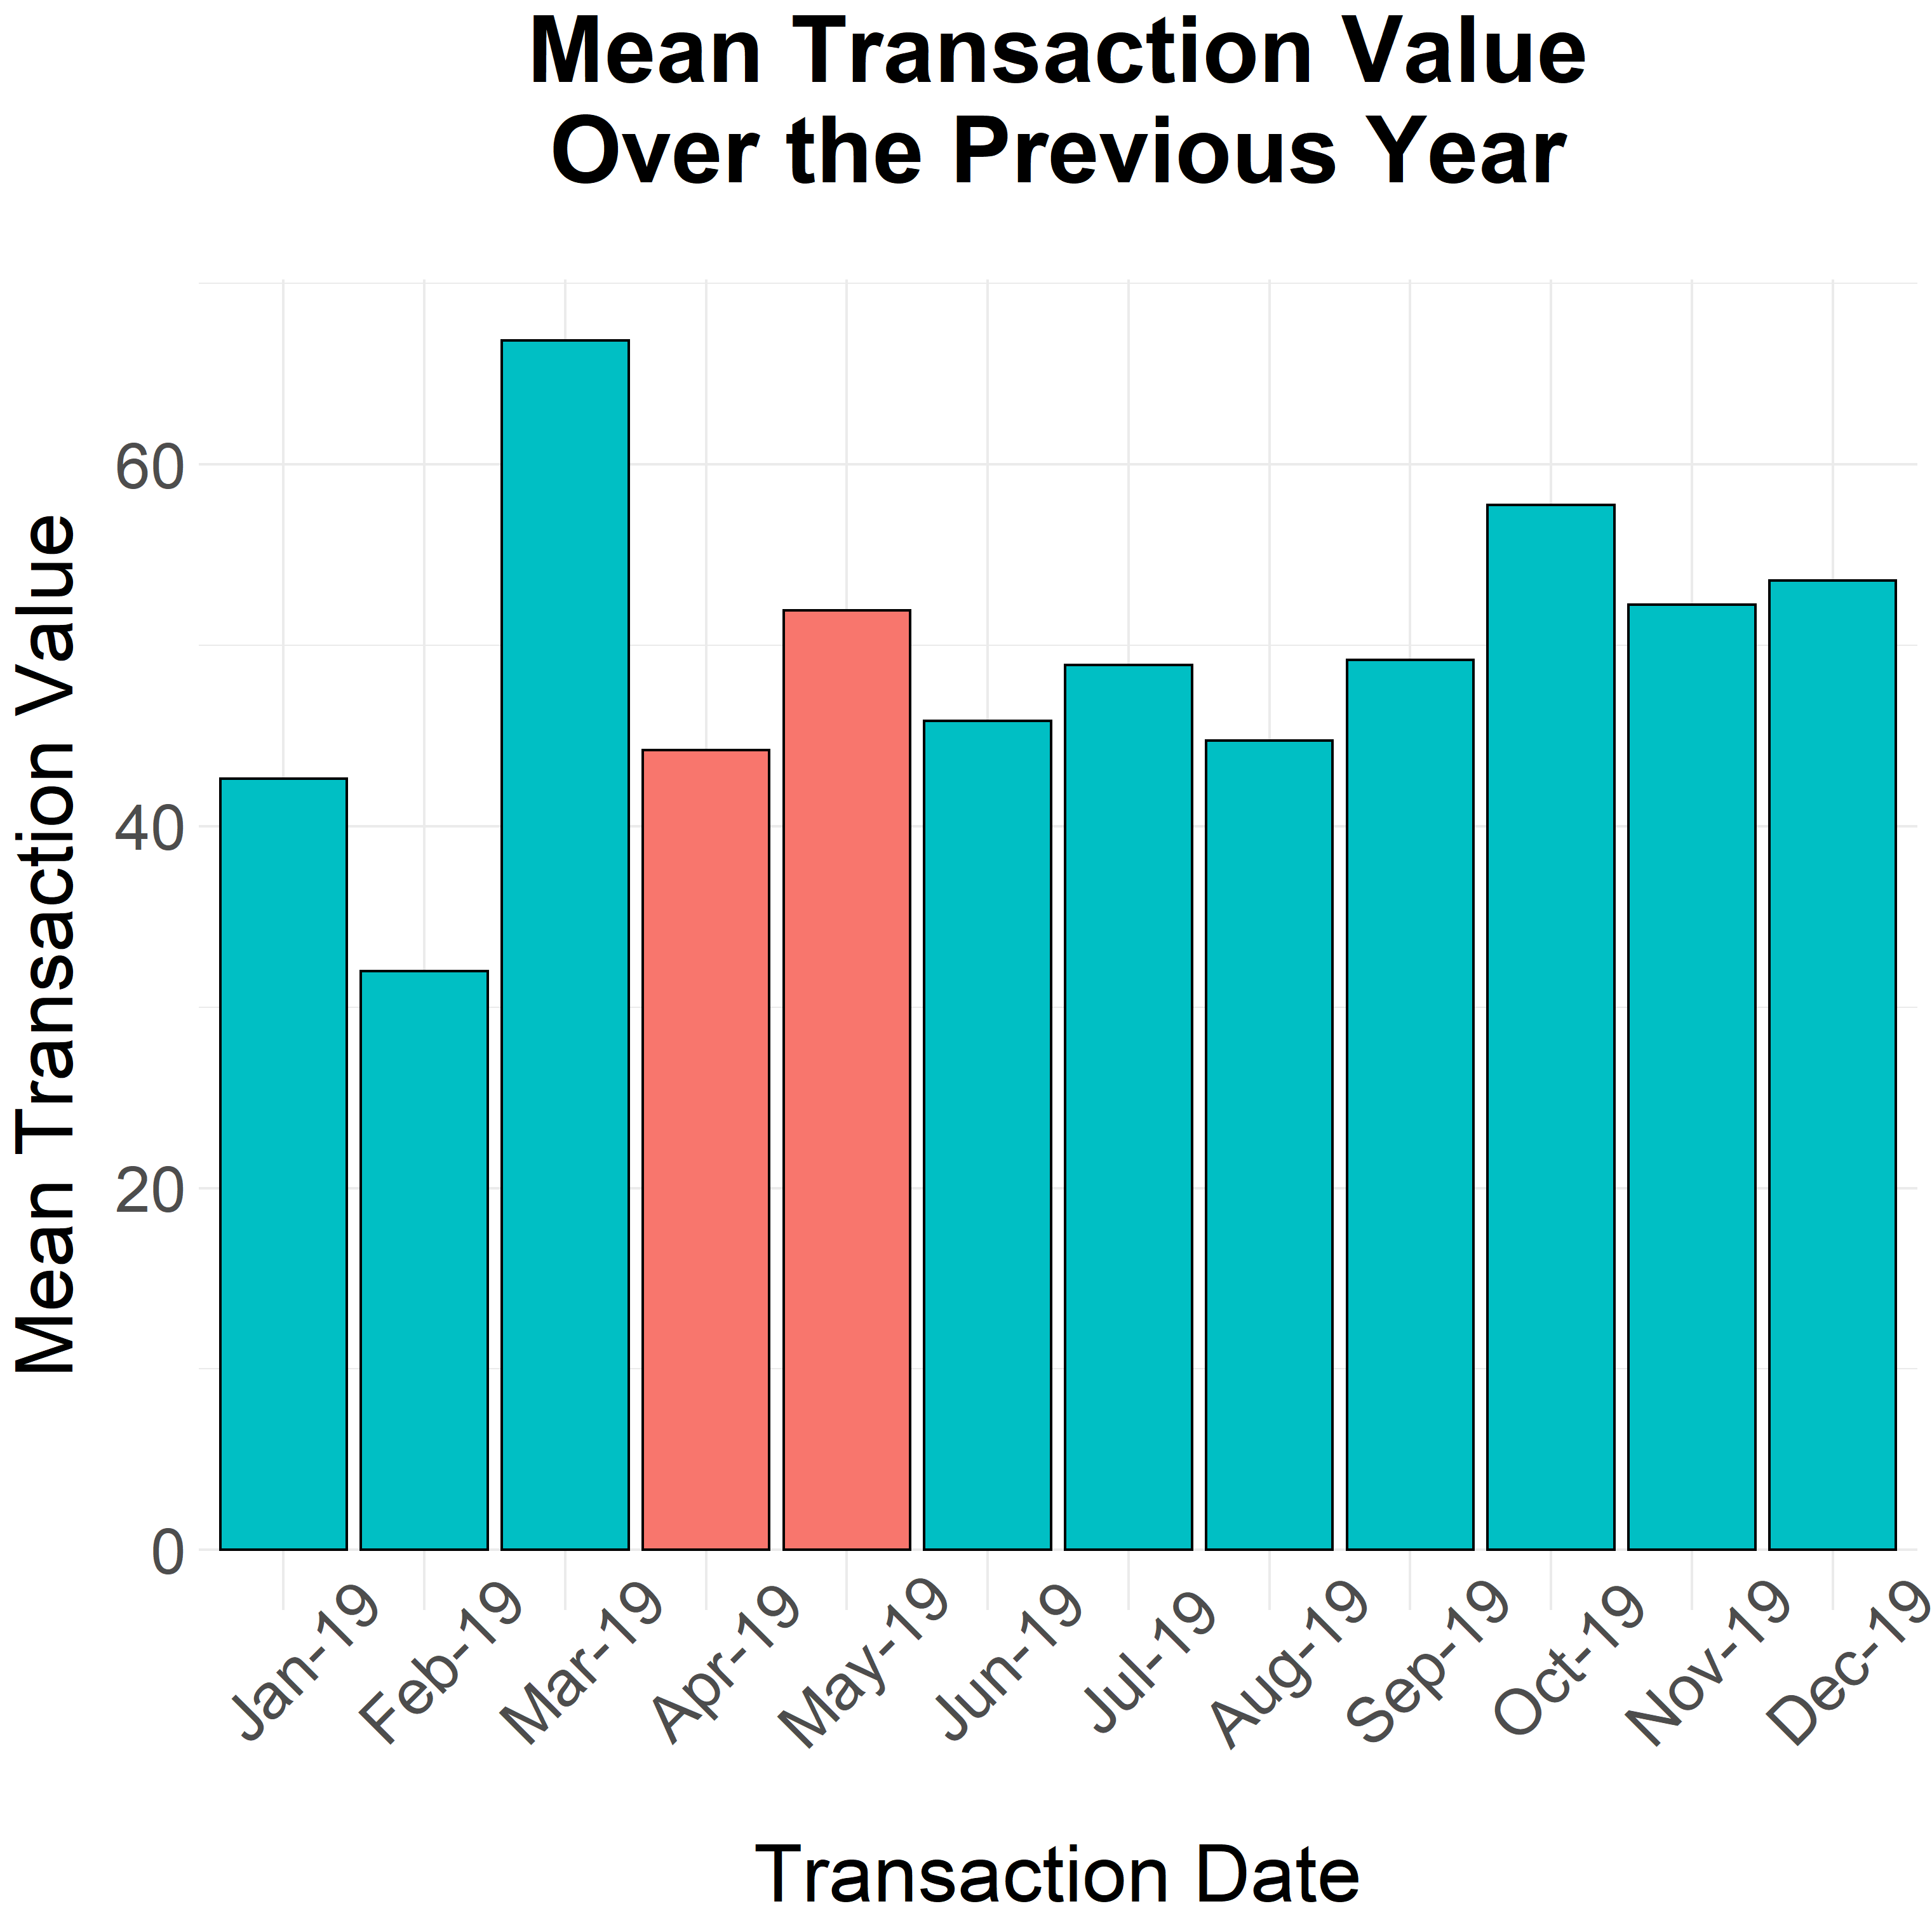 Mean Transaction Value
Over the Previous Year
Mean Transaction Value
60
40
20
0
Jan-19
Feb-19
Mar-19
Apr-19
May-19
Jun-19
Jul-19
Aug-19
Sep-19
Oct-19
Nov-19
Dec-19
Transaction Date